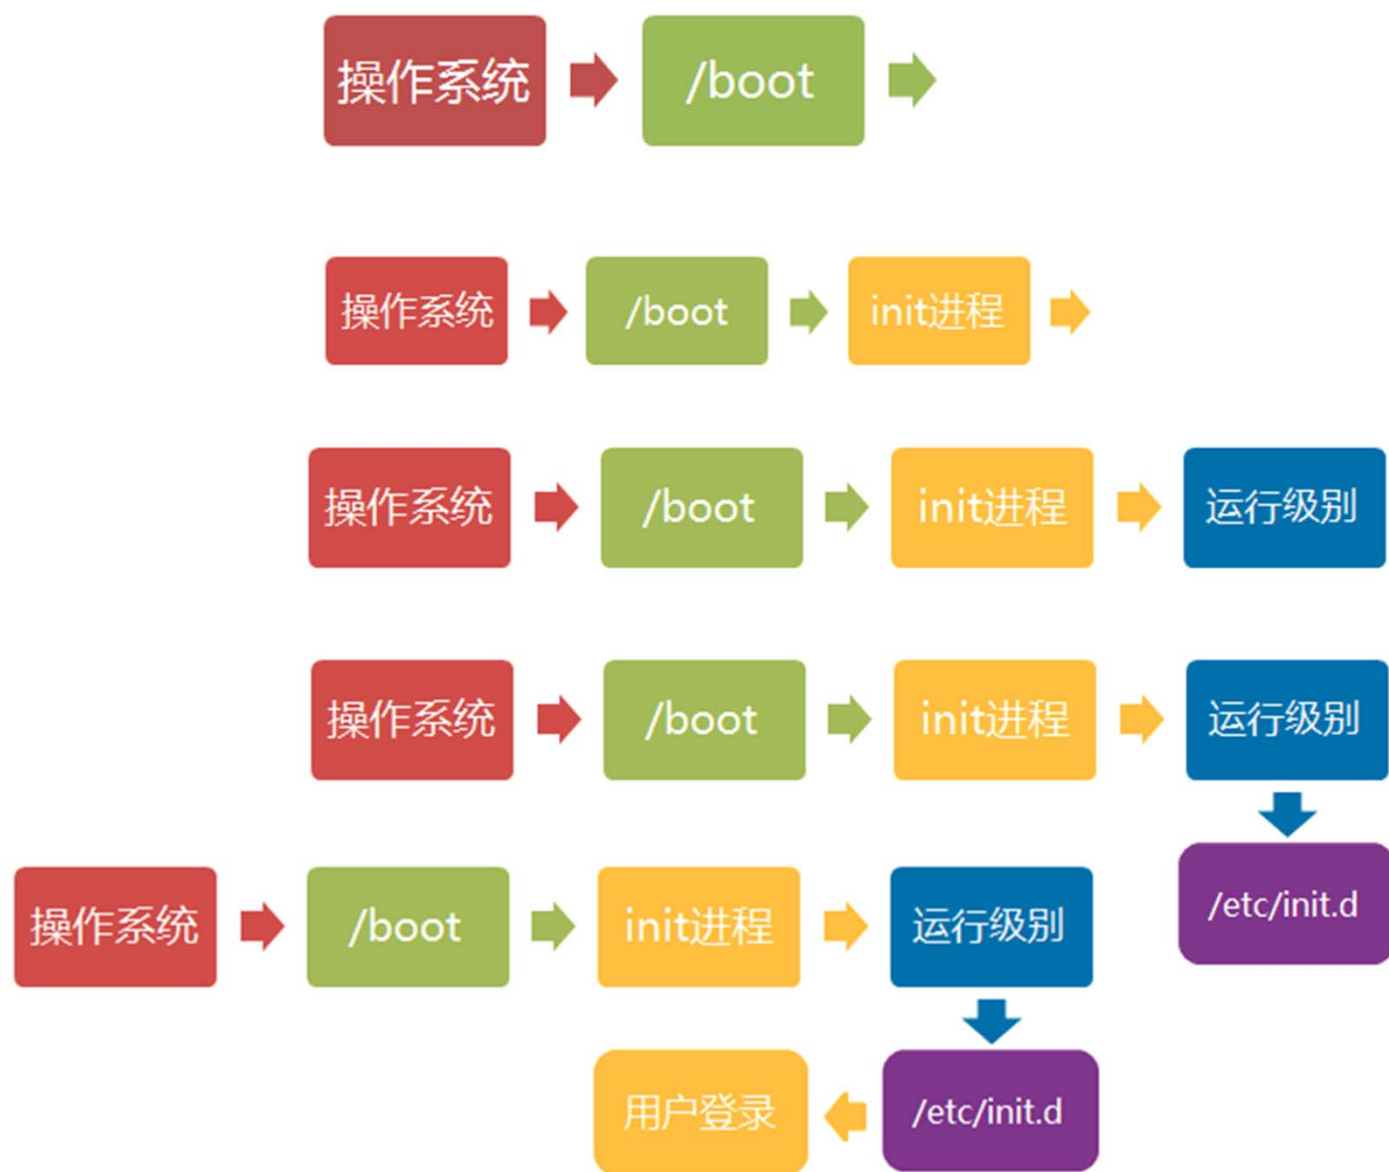 操作系统 /boot
操作系统 /boot init进程
操作系统 /boot init进程 运行级别
操作系统 /boot init进程 运行级别
/etc/init.d
操作系统 /boot init进程 运行级别
用户登录 /etc/init.d